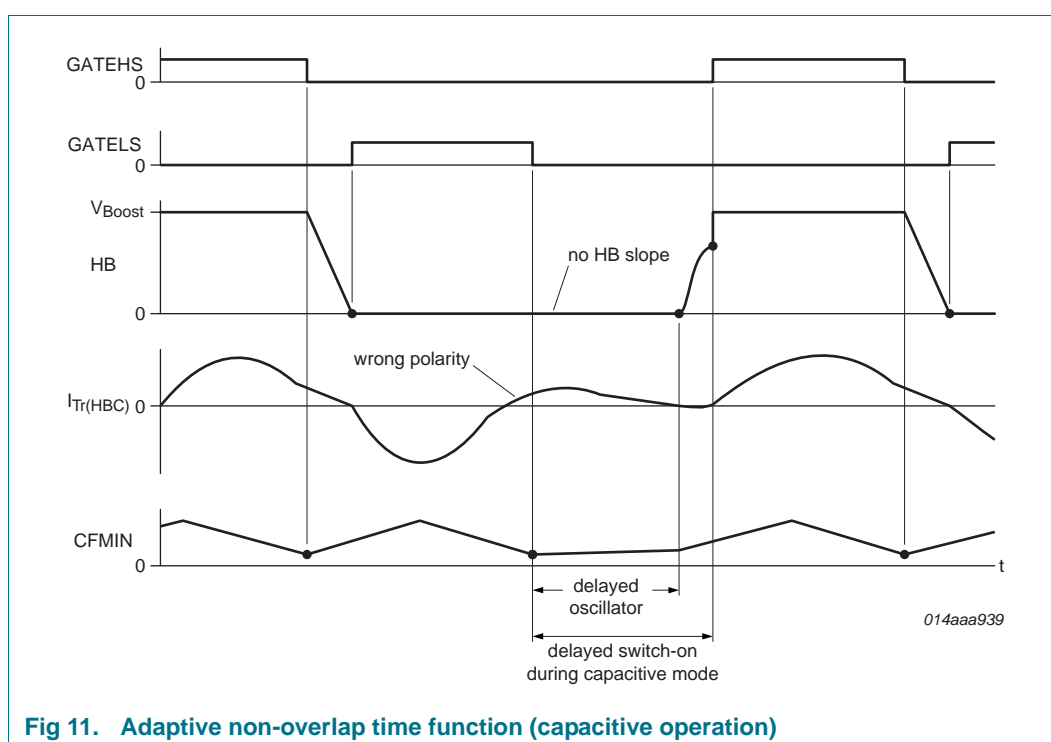 GATEHS
0
GATELS
0
VBoost
HB
no HB slope
0
wrong polarity
ITr(HBC) 0
CFMIN
0
t
delayed
oscillator
014aaa939
delayed switch-on
during capacitive mode
Fig 11. Adaptive non-overlap time function (capacitive operation)